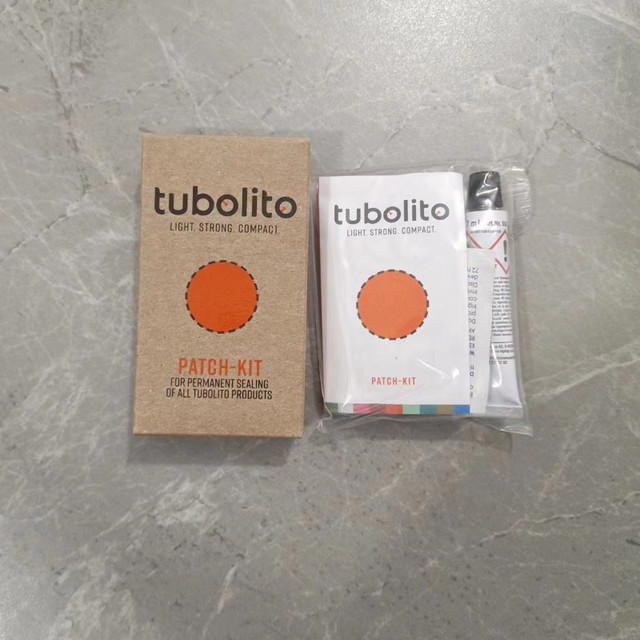 tubolito
LIGHT. STRONG. COMPACT.
PATCH-KIT
FOR PERMANENT SEALING
OF ALL TUBOLITO PRODUCTS
tubolito
LIGHT. STRONG. COMPACT.
PATCH-KIT